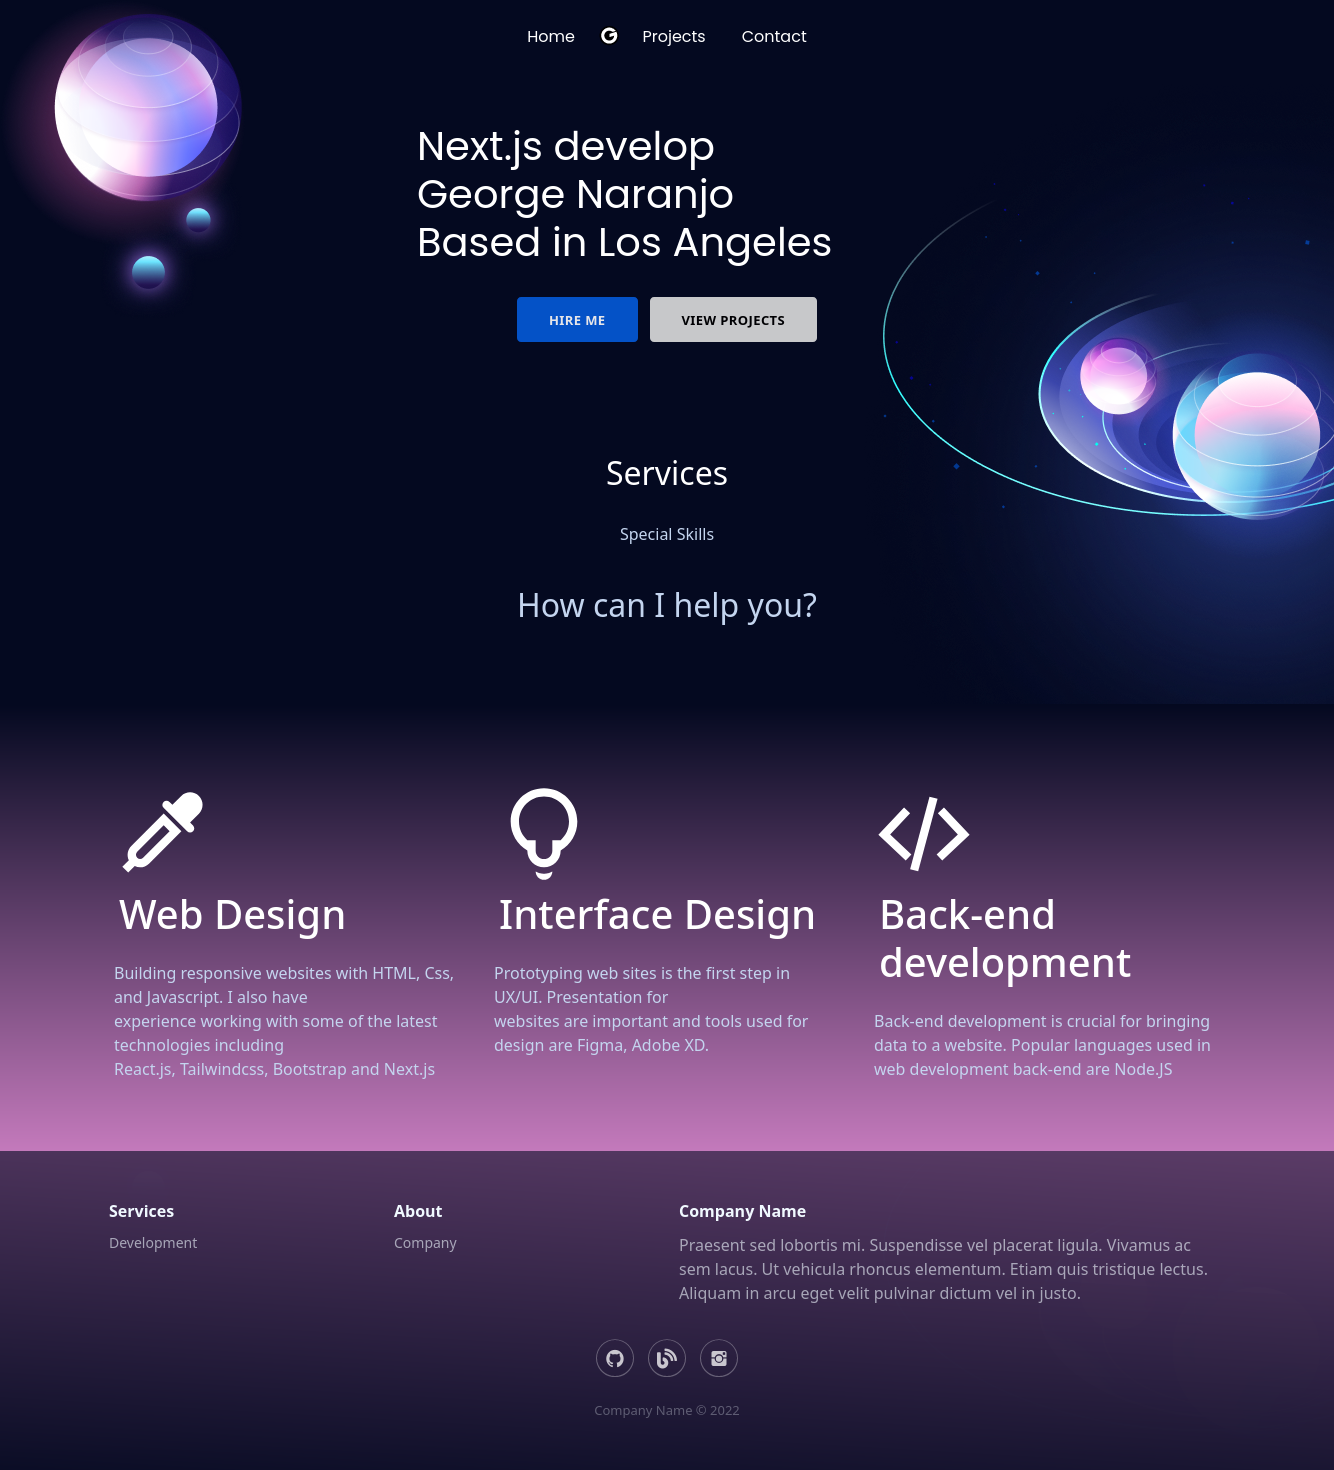 Home G Projects Contact
Next.js develop
George Naranjo
Based in Los Angeles
HIRE ME VIEW PROJECTS
Services
Special Skills
How can I help you?
Web Design
Building responsive websites with HTML, Css,
and Javascript. I also have
experience working with some of the latest
technologies including
React.js, Tailwindcss, Bootstrap and Next.js
Interface Design
Prototyping web sites is the first step in
UX/UI. Presentation for
websites are important and tools used for
design are Figma, Adobe XD.
Back-end
development
Back-end development is crucial for bringing
data to a website. Popular languages used in
web development back-end are Node.JS
Services
Development
About
Company
Company Name
Praesent sed lobortis mi. Suspendisse vel placerat ligula. Vivamus ac
sem lacus. Ut vehicula rhoncus elementum. Etiam quis tristique lectus.
Aliquam in arcu eget velit pulvinar dictum vel in justo.
Company Name © 2022